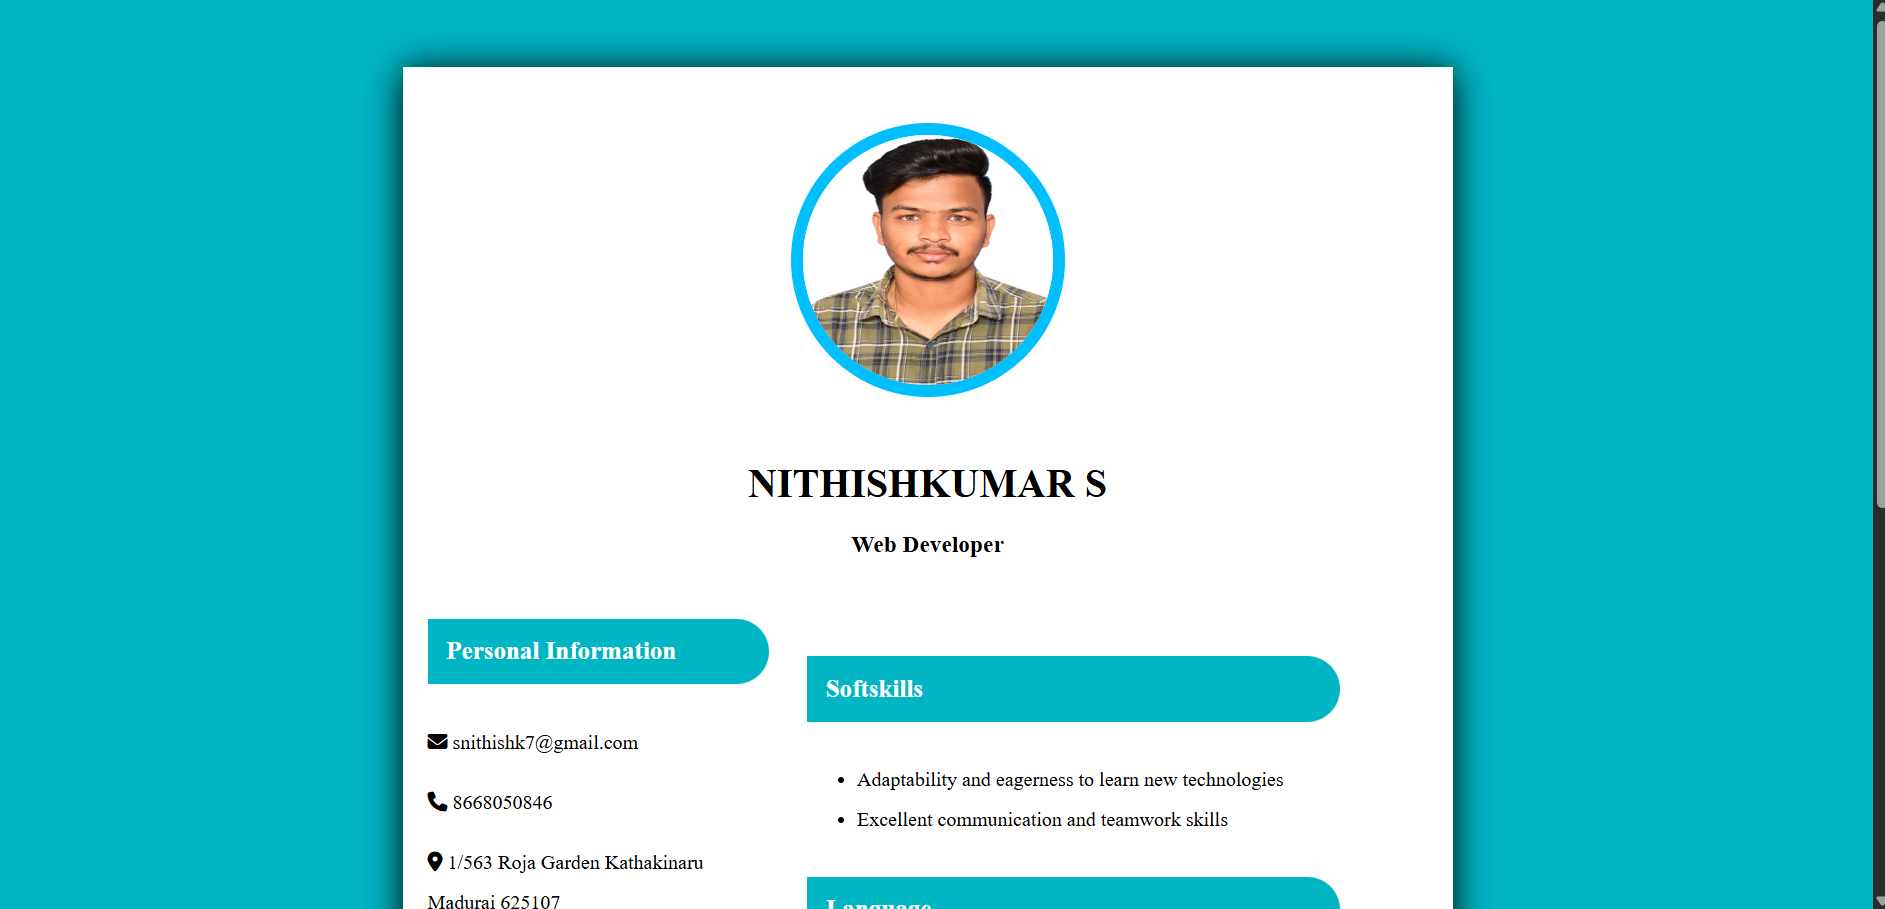 NITHISHKUMAR S
Web Developer
Personal Information
snithishk7@gmail.com
8668050846
1/563 Roja Garden Kathakinaru
Madurai 625107
Softskills
Adaptability and eagerness to learn new technologies
Excellent communication and teamwork skills
Language